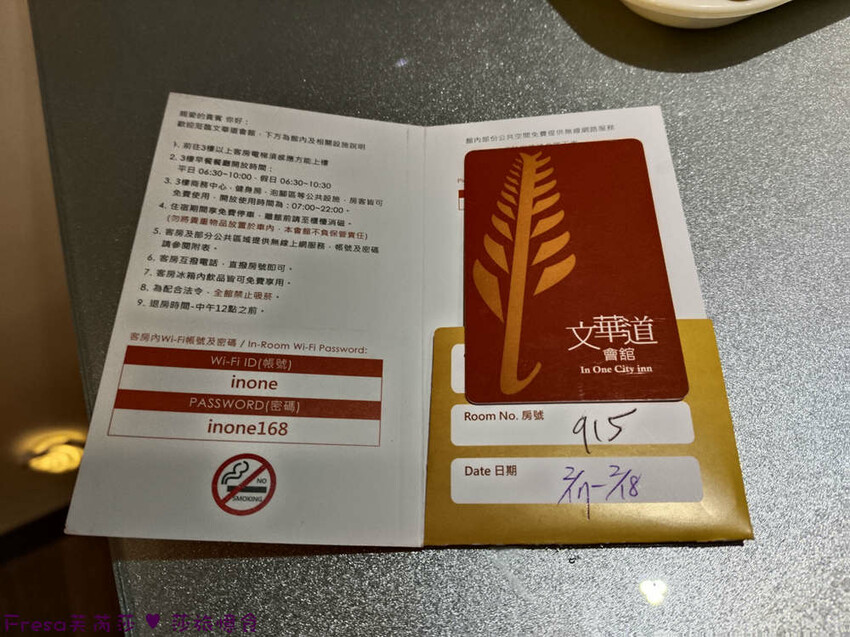 親愛的貴賓 您好：
歡迎蒞臨文華道會館，下方為館內及相關設施說明
1. 前往3樓以上客房電梯須感應方能上樓
2. 3樓早餐餐廳開放時間：
平日 06:30~10:00、假日 06:30~10:30
3. 3樓商務中心、健身房、泡腳區等公共設施，房客皆可
免費使用，開放使用時間為：07:00~22:00。
4. 住宿期間享免費停車，離館前請至櫃檯消磁。
(勿將貴重物品放置於車內，本會館不負保管責任)
5. 客房及部分公共區域提供無線上網服務，帳號及密碼
請參閱附表。
6. 客房互撥電話，直撥房號即可。
7. 客房冰箱內飲品皆可免費享用。
8. 為配合法令，全館禁止吸菸。
9. 退房時間-中午12點之前。
客房內Wi-Fi帳號及密碼 / In-Room Wi-Fi Password:
Wi-Fi ID(帳號)
inone
PASSWORD(密碼)
inone168
NO
SMOKING
館內部份公共空間免費提供無線網路服務
文華道
會館
In One City inn
Room No. 房號 915
Date 日期 2/17-2/18
Fresa芙芮莎 ♥ 莎旅憶食